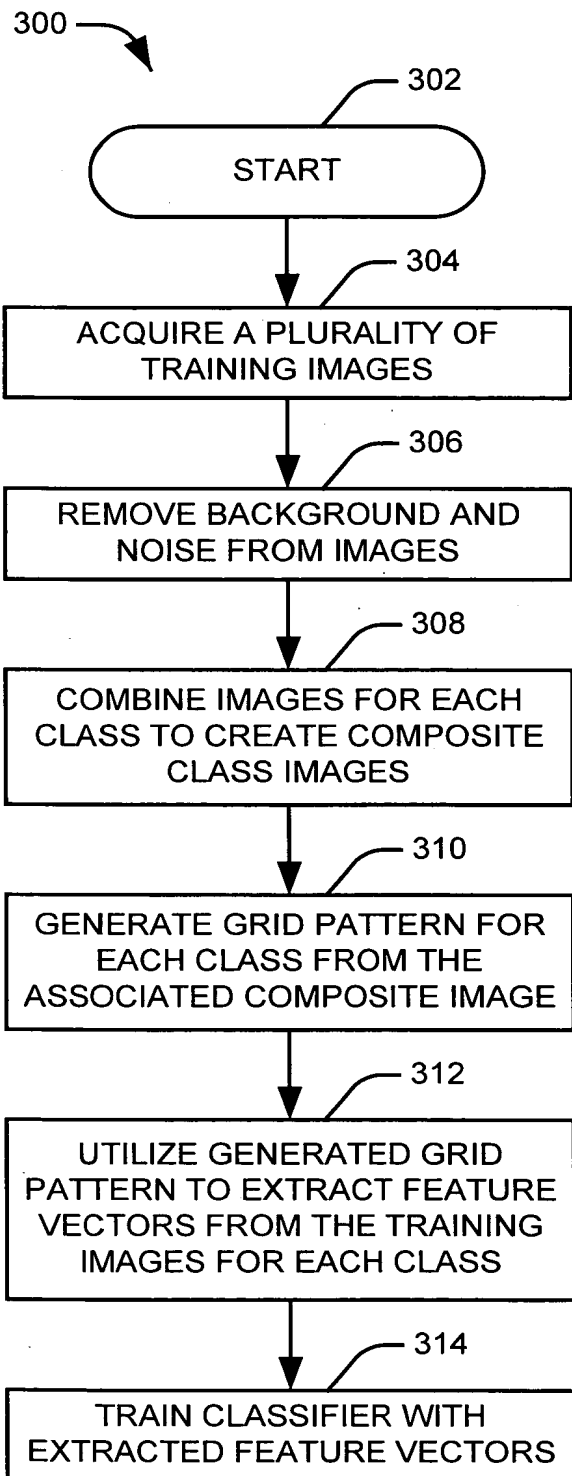 300
302
START
304
ACQUIRE A PLURALITY OF
TRAINING IMAGES
306
REMOVE BACKGROUND AND
NOISE FROM IMAGES
308
COMBINE IMAGES FOR EACH
CLASS TO CREATE COMPOSITE
CLASS IMAGES
310
GENERATE GRID PATTERN FOR
EACH CLASS FROM THE
ASSOCIATED COMPOSITE IMAGE
312
UTILIZE GENERATED GRID
PATTERN TO EXTRACT FEATURE
VECTORS FROM THE TRAINING
IMAGES FOR EACH CLASS
314
TRAIN CLASSIFIER WITH
EXTRACTED FEATURE VECTORS